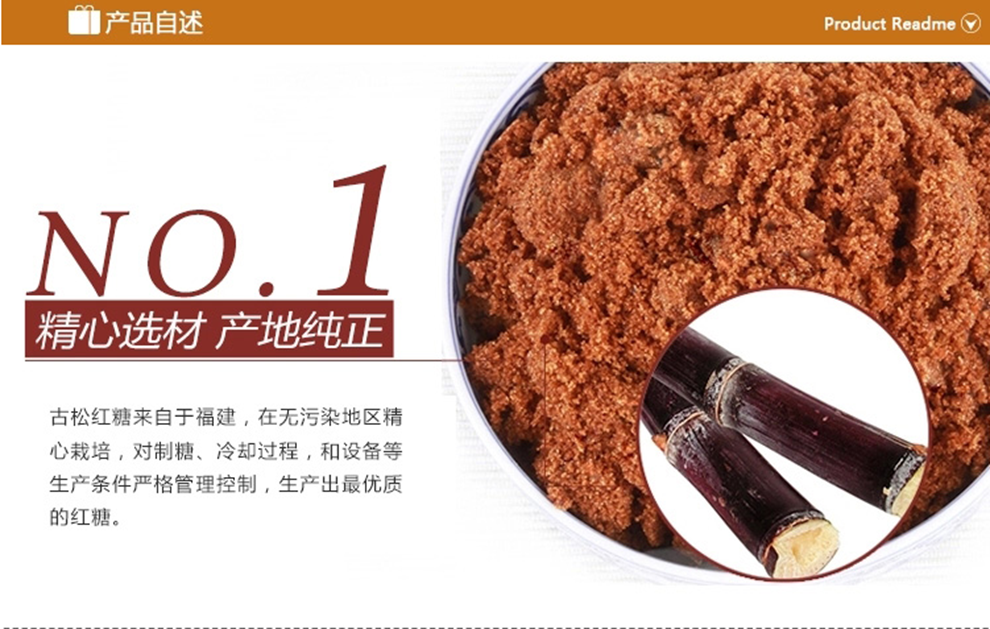 产品自述
Product Readme
NO.1
精心选材 产地纯正
古松红糖来自于福建，在无污染地区精
心栽培，对制糖、冷却过程，和设备等
生产条件严格管理控制，生产出最优质
的红糖。